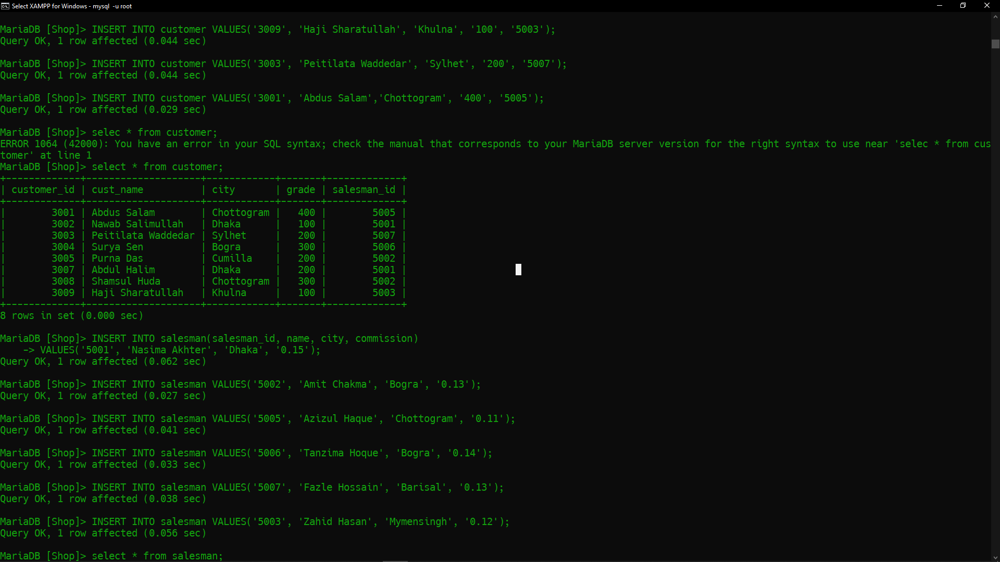 Select XAMPP for Windows - mysql  -u root
MariaDB [Shop]> INSERT INTO customer VALUES('3009', 'Haji Sharatullah', 'Khulna', '100', '5003');
Query OK, 1 row affected (0.044 sec)
MariaDB [Shop]> INSERT INTO customer VALUES('3003', 'Peitilata Waddedar', 'Sylhet', '200', '5007');
Query OK, 1 row affected (0.044 sec)
MariaDB [Shop]> INSERT INTO customer VALUES('3001', 'Abdus Salam','Chottogram', '400', '5005');
Query OK, 1 row affected (0.029 sec)
MariaDB [Shop]> selec * from customer;
ERROR 1064 (42000): You have an error in your SQL syntax; check the manual that corresponds to your MariaDB server version for the right syntax to use near 'selec * from cus
tomer' at line 1
MariaDB [Shop]> select * from customer;
+-------------+--------------------+------------+-------+-------------+
| customer_id | cust_name          | city       | grade | salesman_id |
+-------------+--------------------+------------+-------+-------------+
|        3001 | Abdus Salam        | Chottogram |   400 |        5005 |
|        3002 | Nawab Salimullah   | Dhaka      |   100 |        5001 |
|        3003 | Peitilata Waddedar | Sylhet     |   200 |        5007 |
|        3004 | Surya Sen          | Bogra      |   300 |        5006 |
|        3005 | Purna Das          | Cumilla    |   200 |        5002 |
|        3007 | Abdul Halim        | Dhaka      |   200 |        5001 |
|        3008 | Shamsul Huda       | Chottogram |   300 |        5002 |
|        3009 | Haji Sharatullah   | Khulna     |   100 |        5003 |
+-------------+--------------------+------------+-------+-------------+
8 rows in set (0.000 sec)
MariaDB [Shop]> INSERT INTO salesman(salesman_id, name, city, commission)
    -> VALUES('5001', 'Nasima Akhter', 'Dhaka', '0.15');
Query OK, 1 row affected (0.062 sec)
MariaDB [Shop]> INSERT INTO salesman VALUES('5002', 'Amit Chakma', 'Bogra', '0.13');
Query OK, 1 row affected (0.027 sec)
MariaDB [Shop]> INSERT INTO salesman VALUES('5005', 'Azizul Haque', 'Chottogram', '0.11');
Query OK, 1 row affected (0.041 sec)
MariaDB [Shop]> INSERT INTO salesman VALUES('5006', 'Tanzima Hoque', 'Bogra', '0.14');
Query OK, 1 row affected (0.033 sec)
MariaDB [Shop]> INSERT INTO salesman VALUES('5007', 'Fazle Hossain', 'Barisal', '0.13');
Query OK, 1 row affected (0.038 sec)
MariaDB [Shop]> INSERT INTO salesman VALUES('5003', 'Zahid Hasan', 'Mymensingh', '0.12');
Query OK, 1 row affected (0.056 sec)
MariaDB [Shop]> select * from salesman;